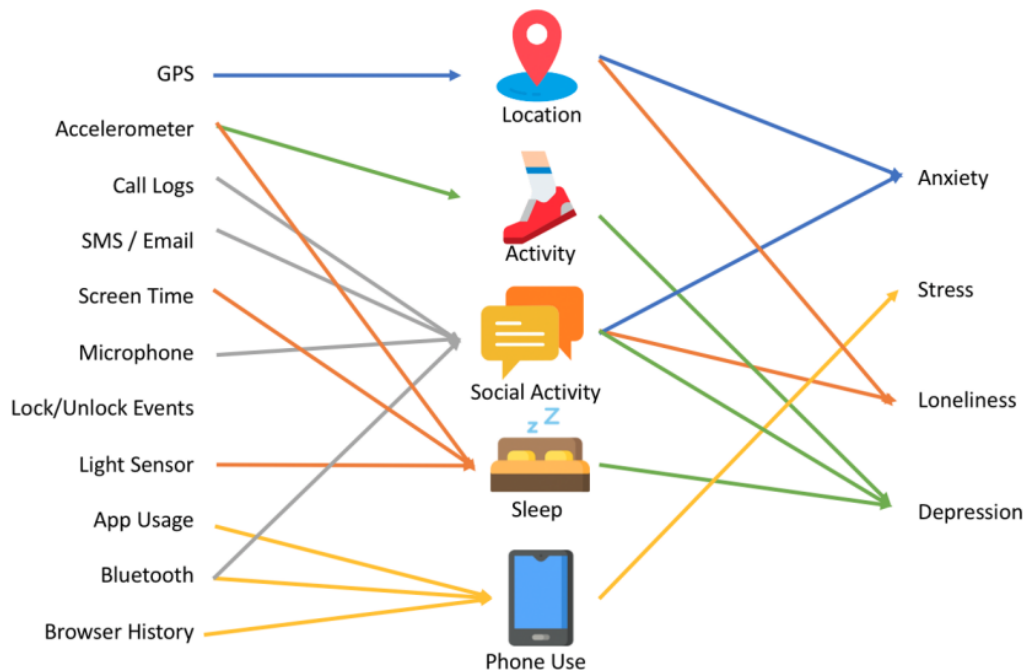 GPS
Accelerometer
Call Logs
SMS / Email
Screen Time
Microphone
Lock/Unlock Events
Light Sensor
App Usage
Bluetooth
Browser History
Location
Activity
Social Activity
z Z
Sleep
Phone Use
Anxiety
Stress
Loneliness
Depression